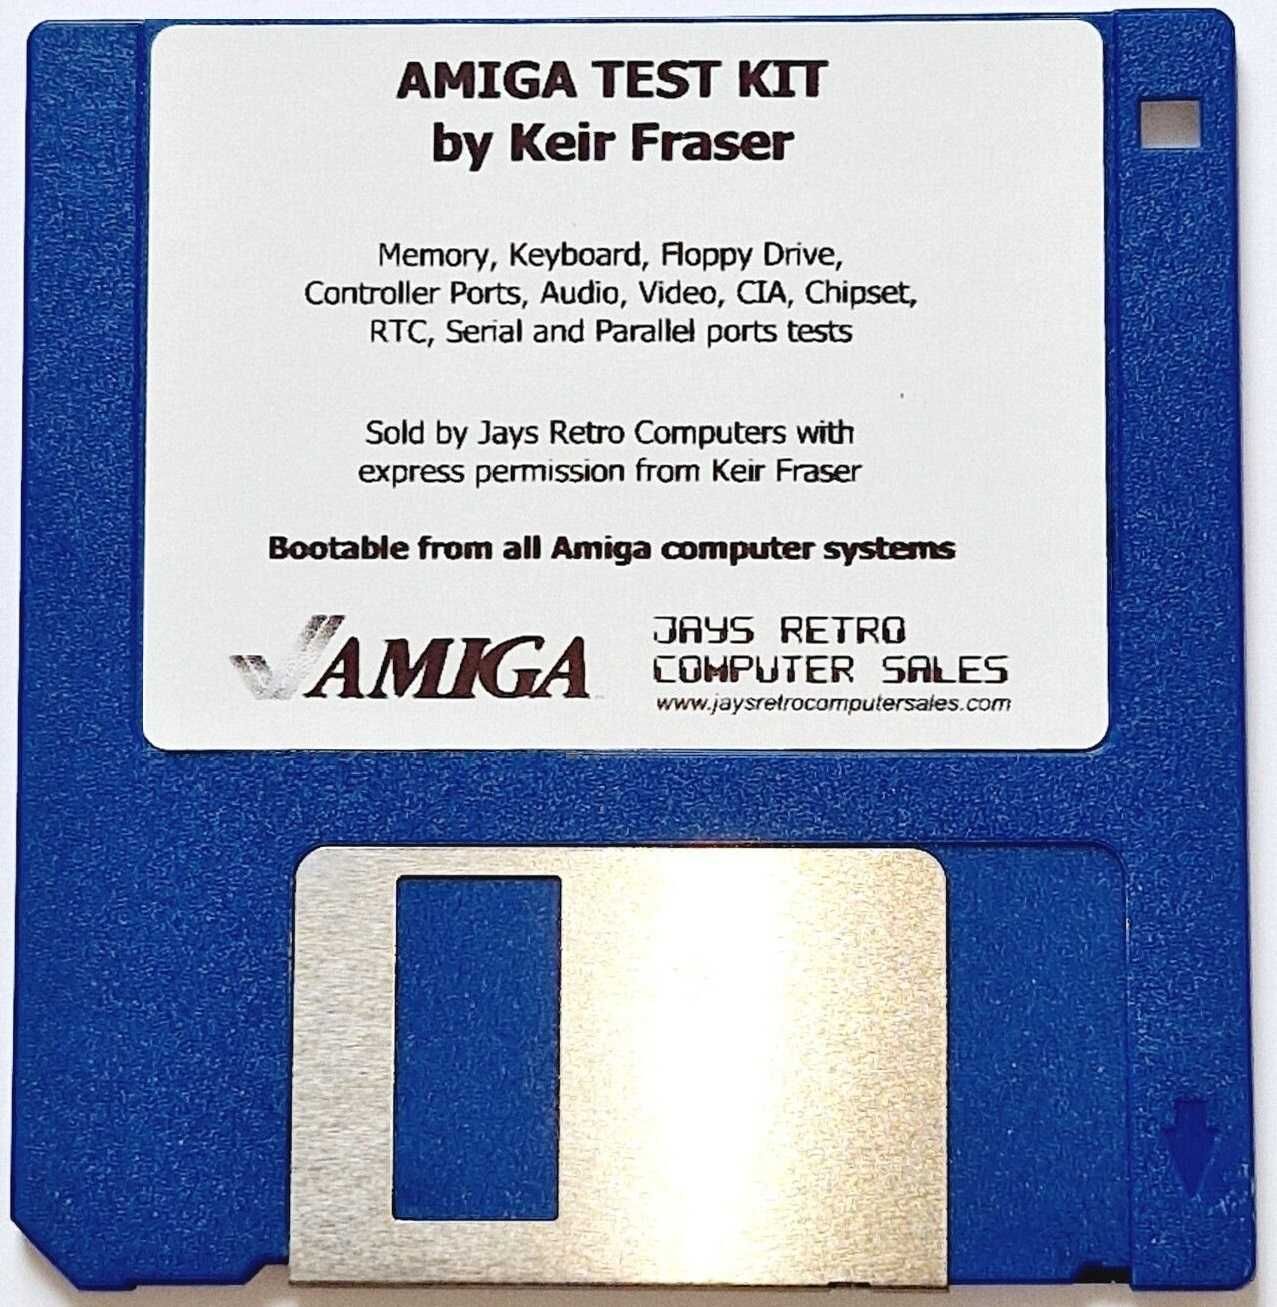 AMIGA TEST KIT
by Keir Fraser
Memory, Keyboard, Floppy Drive,
Controller Ports, Audio, Video, CIA, Chipset,
RTC, Serial and Parallel ports tests
Sold by Jays Retro Computers with
express permission from Keir Fraser
Bootable from all Amiga computer systems
AMIGA
JAYS RETRO
COMPUTER SALES
www.jaysretrocomputersales.com